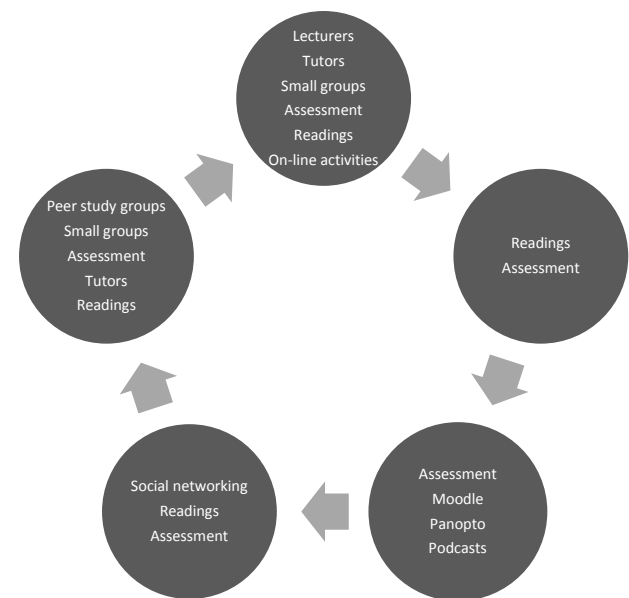 Lecturers
Tutors
Small groups
Assessment
Readings
On-line activities
Readings
Assessment
Assessment
Moodle
Panopto
Podcasts
Social networking
Readings
Assessment
Peer study groups
Small groups
Assessment
Tutors
Readings